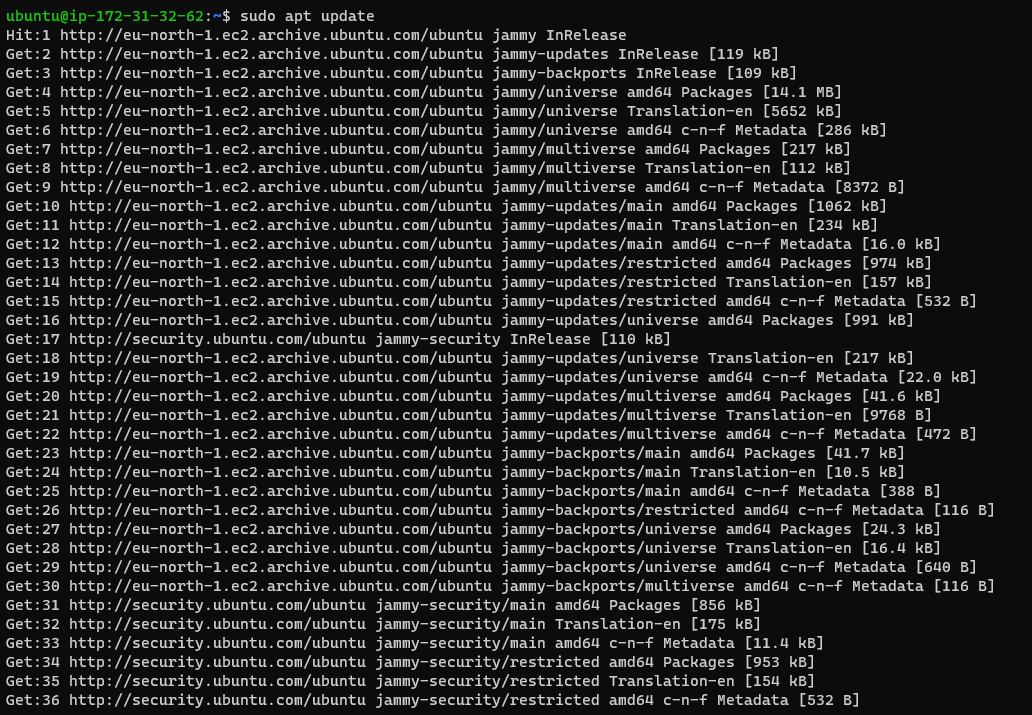 ubuntu@ip-172-31-32-62:~$ sudo apt update
Hit:1 http://eu-north-1.ec2.archive.ubuntu.com/ubuntu jammy InRelease
Get:2 http://eu-north-1.ec2.archive.ubuntu.com/ubuntu jammy-updates InRelease [119 kB]
Get:3 http://eu-north-1.ec2.archive.ubuntu.com/ubuntu jammy-backports InRelease [109 kB]
Get:4 http://eu-north-1.ec2.archive.ubuntu.com/ubuntu jammy/universe amd64 Packages [14.1 MB]
Get:5 http://eu-north-1.ec2.archive.ubuntu.com/ubuntu jammy/universe Translation-en [5652 kB]
Get:6 http://eu-north-1.ec2.archive.ubuntu.com/ubuntu jammy/universe amd64 c-n-f Metadata [286 kB]
Get:7 http://eu-north-1.ec2.archive.ubuntu.com/ubuntu jammy/multiverse amd64 Packages [217 kB]
Get:8 http://eu-north-1.ec2.archive.ubuntu.com/ubuntu jammy/multiverse Translation-en [112 kB]
Get:9 http://eu-north-1.ec2.archive.ubuntu.com/ubuntu jammy/multiverse amd64 c-n-f Metadata [8372 B]
Get:10 http://eu-north-1.ec2.archive.ubuntu.com/ubuntu jammy-updates/main amd64 Packages [1062 kB]
Get:11 http://eu-north-1.ec2.archive.ubuntu.com/ubuntu jammy-updates/main Translation-en [234 kB]
Get:12 http://eu-north-1.ec2.archive.ubuntu.com/ubuntu jammy-updates/main amd64 c-n-f Metadata [16.0 kB]
Get:13 http://eu-north-1.ec2.archive.ubuntu.com/ubuntu jammy-updates/restricted amd64 Packages [974 kB]
Get:14 http://eu-north-1.ec2.archive.ubuntu.com/ubuntu jammy-updates/restricted Translation-en [157 kB]
Get:15 http://eu-north-1.ec2.archive.ubuntu.com/ubuntu jammy-updates/restricted amd64 c-n-f Metadata [532 B]
Get:16 http://eu-north-1.ec2.archive.ubuntu.com/ubuntu jammy-updates/universe amd64 Packages [991 kB]
Get:17 http://security.ubuntu.com/ubuntu jammy-security InRelease [110 kB]
Get:18 http://eu-north-1.ec2.archive.ubuntu.com/ubuntu jammy-updates/universe Translation-en [217 kB]
Get:19 http://eu-north-1.ec2.archive.ubuntu.com/ubuntu jammy-updates/universe amd64 c-n-f Metadata [22.0 kB]
Get:20 http://eu-north-1.ec2.archive.ubuntu.com/ubuntu jammy-updates/multiverse amd64 Packages [41.6 kB]
Get:21 http://eu-north-1.ec2.archive.ubuntu.com/ubuntu jammy-updates/multiverse Translation-en [9768 B]
Get:22 http://eu-north-1.ec2.archive.ubuntu.com/ubuntu jammy-updates/multiverse amd64 c-n-f Metadata [472 B]
Get:23 http://eu-north-1.ec2.archive.ubuntu.com/ubuntu jammy-backports/main amd64 Packages [41.7 kB]
Get:24 http://eu-north-1.ec2.archive.ubuntu.com/ubuntu jammy-backports/main Translation-en [10.5 kB]
Get:25 http://eu-north-1.ec2.archive.ubuntu.com/ubuntu jammy-backports/main amd64 c-n-f Metadata [388 B]
Get:26 http://eu-north-1.ec2.archive.ubuntu.com/ubuntu jammy-backports/restricted amd64 c-n-f Metadata [116 B]
Get:27 http://eu-north-1.ec2.archive.ubuntu.com/ubuntu jammy-backports/universe amd64 Packages [24.3 kB]
Get:28 http://eu-north-1.ec2.archive.ubuntu.com/ubuntu jammy-backports/universe Translation-en [16.4 kB]
Get:29 http://eu-north-1.ec2.archive.ubuntu.com/ubuntu jammy-backports/universe amd64 c-n-f Metadata [640 B]
Get:30 http://eu-north-1.ec2.archive.ubuntu.com/ubuntu jammy-backports/multiverse amd64 c-n-f Metadata [116 B]
Get:31 http://security.ubuntu.com/ubuntu jammy-security/main amd64 Packages [856 kB]
Get:32 http://security.ubuntu.com/ubuntu jammy-security/main Translation-en [175 kB]
Get:33 http://security.ubuntu.com/ubuntu jammy-security/main amd64 c-n-f Metadata [11.4 kB]
Get:34 http://security.ubuntu.com/ubuntu jammy-security/restricted amd64 Packages [953 kB]
Get:35 http://security.ubuntu.com/ubuntu jammy-security/restricted Translation-en [154 kB]
Get:36 http://security.ubuntu.com/ubuntu jammy-security/restricted amd64 c-n-f Metadata [532 B]